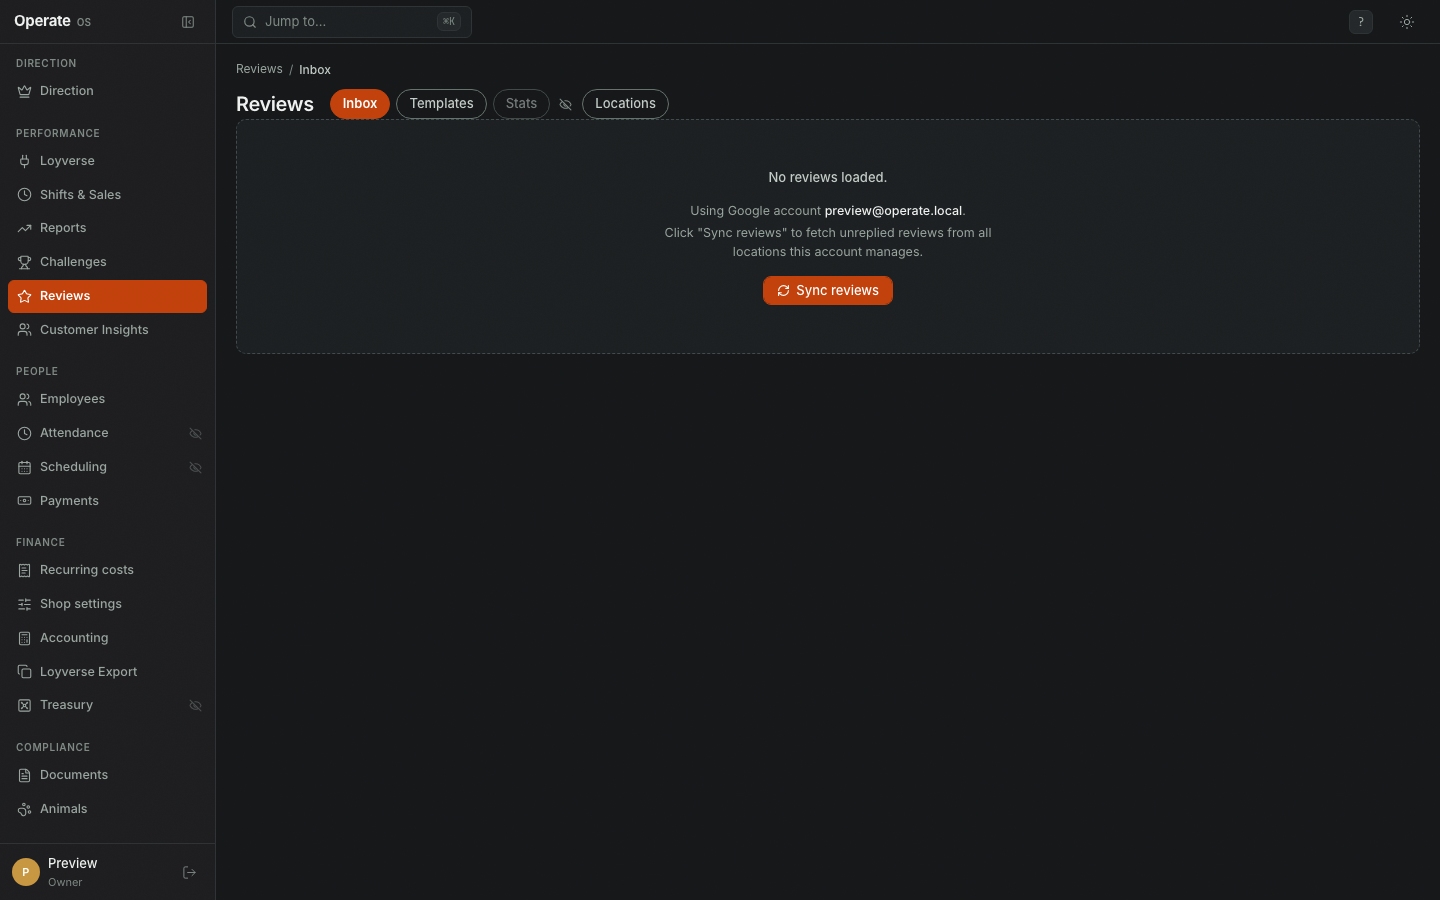 Operate OS
Jump to...
⌘K
?
DIRECTION
Direction
PERFORMANCE
Loyverse
Shifts & Sales
Reports
Challenges
Reviews
Customer Insights
PEOPLE
Employees
Attendance
Scheduling
Payments
FINANCE
Recurring costs
Shop settings
Accounting
Loyverse Export
Treasury
COMPLIANCE
Documents
Animals
P
Preview
Owner
Reviews / Inbox
Reviews
Inbox
Templates
Stats
Locations
No reviews loaded.
Using Google account preview@operate.local.
Click "Sync reviews" to fetch unreplied reviews from all
locations this account manages.
Sync reviews